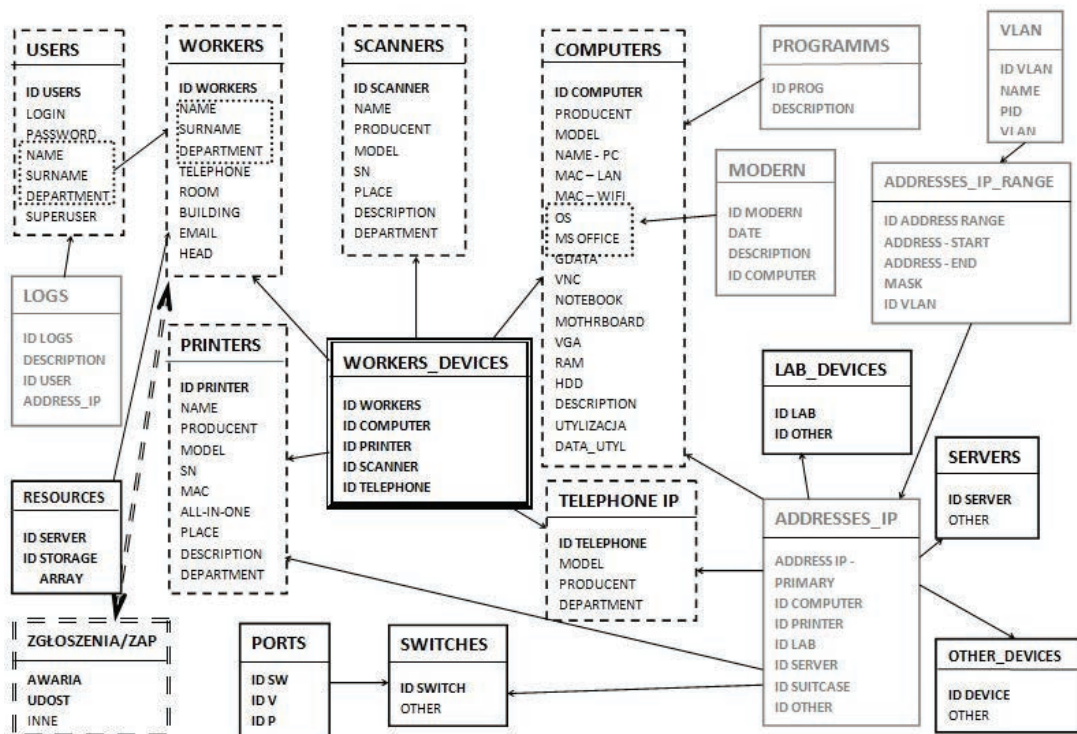 USERS
ID USERS
LOGIN
PASSWORD
NAME
SURNAME
DEPARTMENT
SUPERUSER
WORKERS
ID WORKERS
NAME
SURNAME
DEPARTMENT
TELEPHONE
ROOM
BUILDING
EMAIL
HEAD
SCANNERS
ID SCANNER
NAME
PRODUCENT
MODEL
SN
PLACE
DESCRIPTION
DEPARTMENT
COMPUTERS
ID COMPUTER
PRODUCENT
MODEL
NAME - PC
MAC – LAN
MAC – WIFI
OS
MS OFFICE
GDATA
VNC
NOTEBOOK
MOTHRBOARD
VGA
RAM
HDD
DESCRIPTION
UTYLIZACJA
DATA_UTYL
PROGRAMMS
ID PROG
DESCRIPTION
VLAN
ID VLAN
NAME
PID
VLAN
MODERN
ID MODERN
DATE
DESCRIPTION
ID COMPUTER
ADDRESSES_IP_RANGE
ID ADDRESS RANGE
ADDRESS - START
ADDRESS - END
MASK
ID VLAN
LOGS
ID LOGS
DESCRIPTION
ID USER
ADDRESS_IP
PRINTERS
ID PRINTER
NAME
PRODUCENT
MODEL
SN
MAC
ALL-IN-ONE
PLACE
DESCRIPTION
DEPARTMENT
WORKERS_DEVICES
ID WORKERS
ID COMPUTER
ID PRINTER
ID SCANNER
ID TELEPHONE
LAB_DEVICES
ID LAB
ID OTHER
SERVERS
ID SERVER
OTHER
RESOURCES
ID SERVER
ID STORAGE
ARRAY
TELEPHONE IP
ID TELEPHONE
MODEL
PRODUCENT
DEPARTMENT
ADDRESSES_IP
ADDRESS IP -
PRIMARY
ID COMPUTER
ID PRINTER
ID LAB
ID SERVER
ID SUITCASE
ID OTHER
ZGŁOSZENIA/ZAP
AWARIA
UDOST
INNE
PORTS
ID SW
ID V
ID P
SWITCHES
ID SWITCH
OTHER
OTHER_DEVICES
ID DEVICE
OTHER